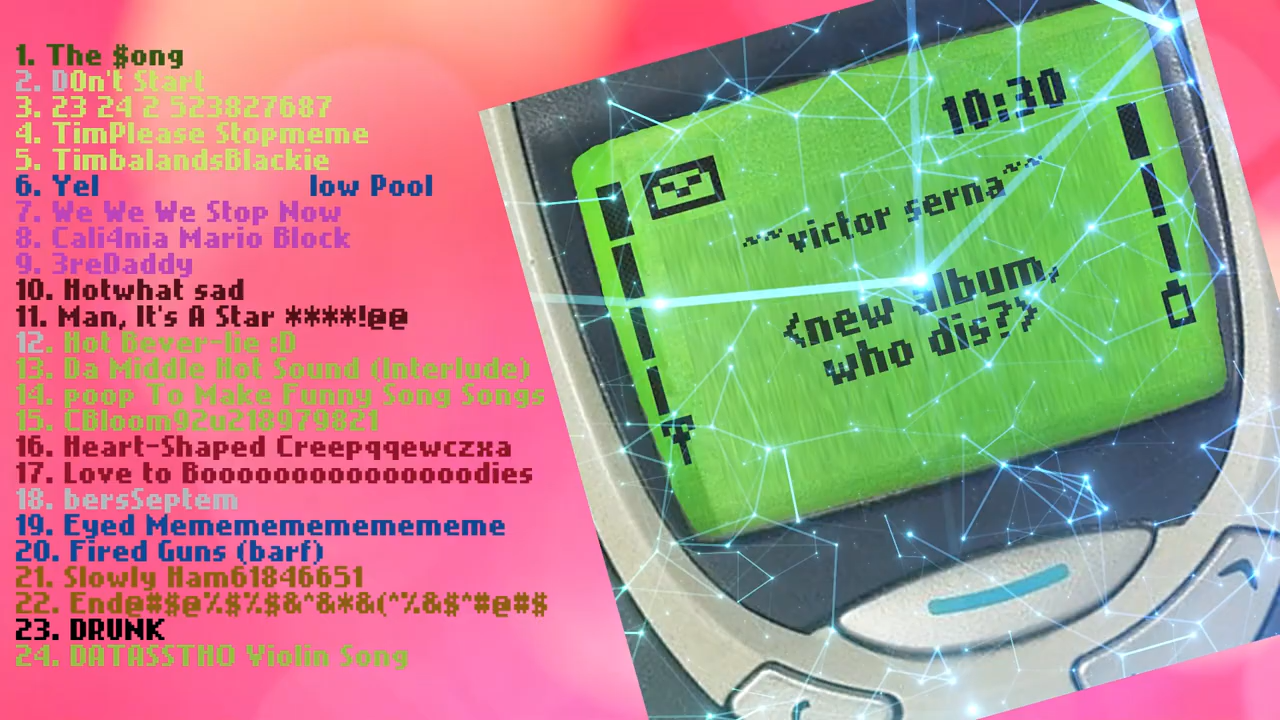 1. The $ong
2. DOn't Start
3. 23 24 2 523827687
4. TimPlease Stopmeme
5. TimbalandsBlackie
6. Yel low Pool
7. We We We Stop Now
8. Cali4nia Mario Block
9. 3reDaddy
10. Hotwhat sad
11. Man, It's A Star ****!@@
12. Hot Bever-lie :D
13. Da Middle Hot Sound (Interlude)
14. poop To Make Funny Song Songs
15. CBloom92u218979821
16. Heart-Shaped Creepqqewczxa
17. Love to Boooooooooooooooodies
18. bersSeptem
19. Eyed Mememememememememe
20. Fired Guns (barf)
21. Slowly Ham61846651
22. End@#$@%$%$&^&*&(^%&$^#@#$
23. DRUNK
24. DATASSTHO Violin Song
10:30
~~victor serna~~
<new album,
who dis?>